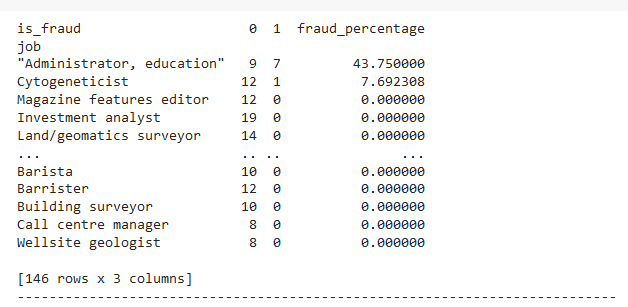 is_fraud 0 1 fraud_percentage
job
"Administrator, education" 9 7 43.750000
Cytogeneticist 12 1 7.692308
Magazine features editor 12 0 0.000000
Investment analyst 19 0 0.000000
Land/geomatics surveyor 14 0 0.000000
... .. .. ...
Barista 10 0 0.000000
Barrister 12 0 0.000000
Building surveyor 10 0 0.000000
Call centre manager 8 0 0.000000
Wellsite geologist 8 0 0.000000
[146 rows x 3 columns]
--------------------------------------------------------------------------------